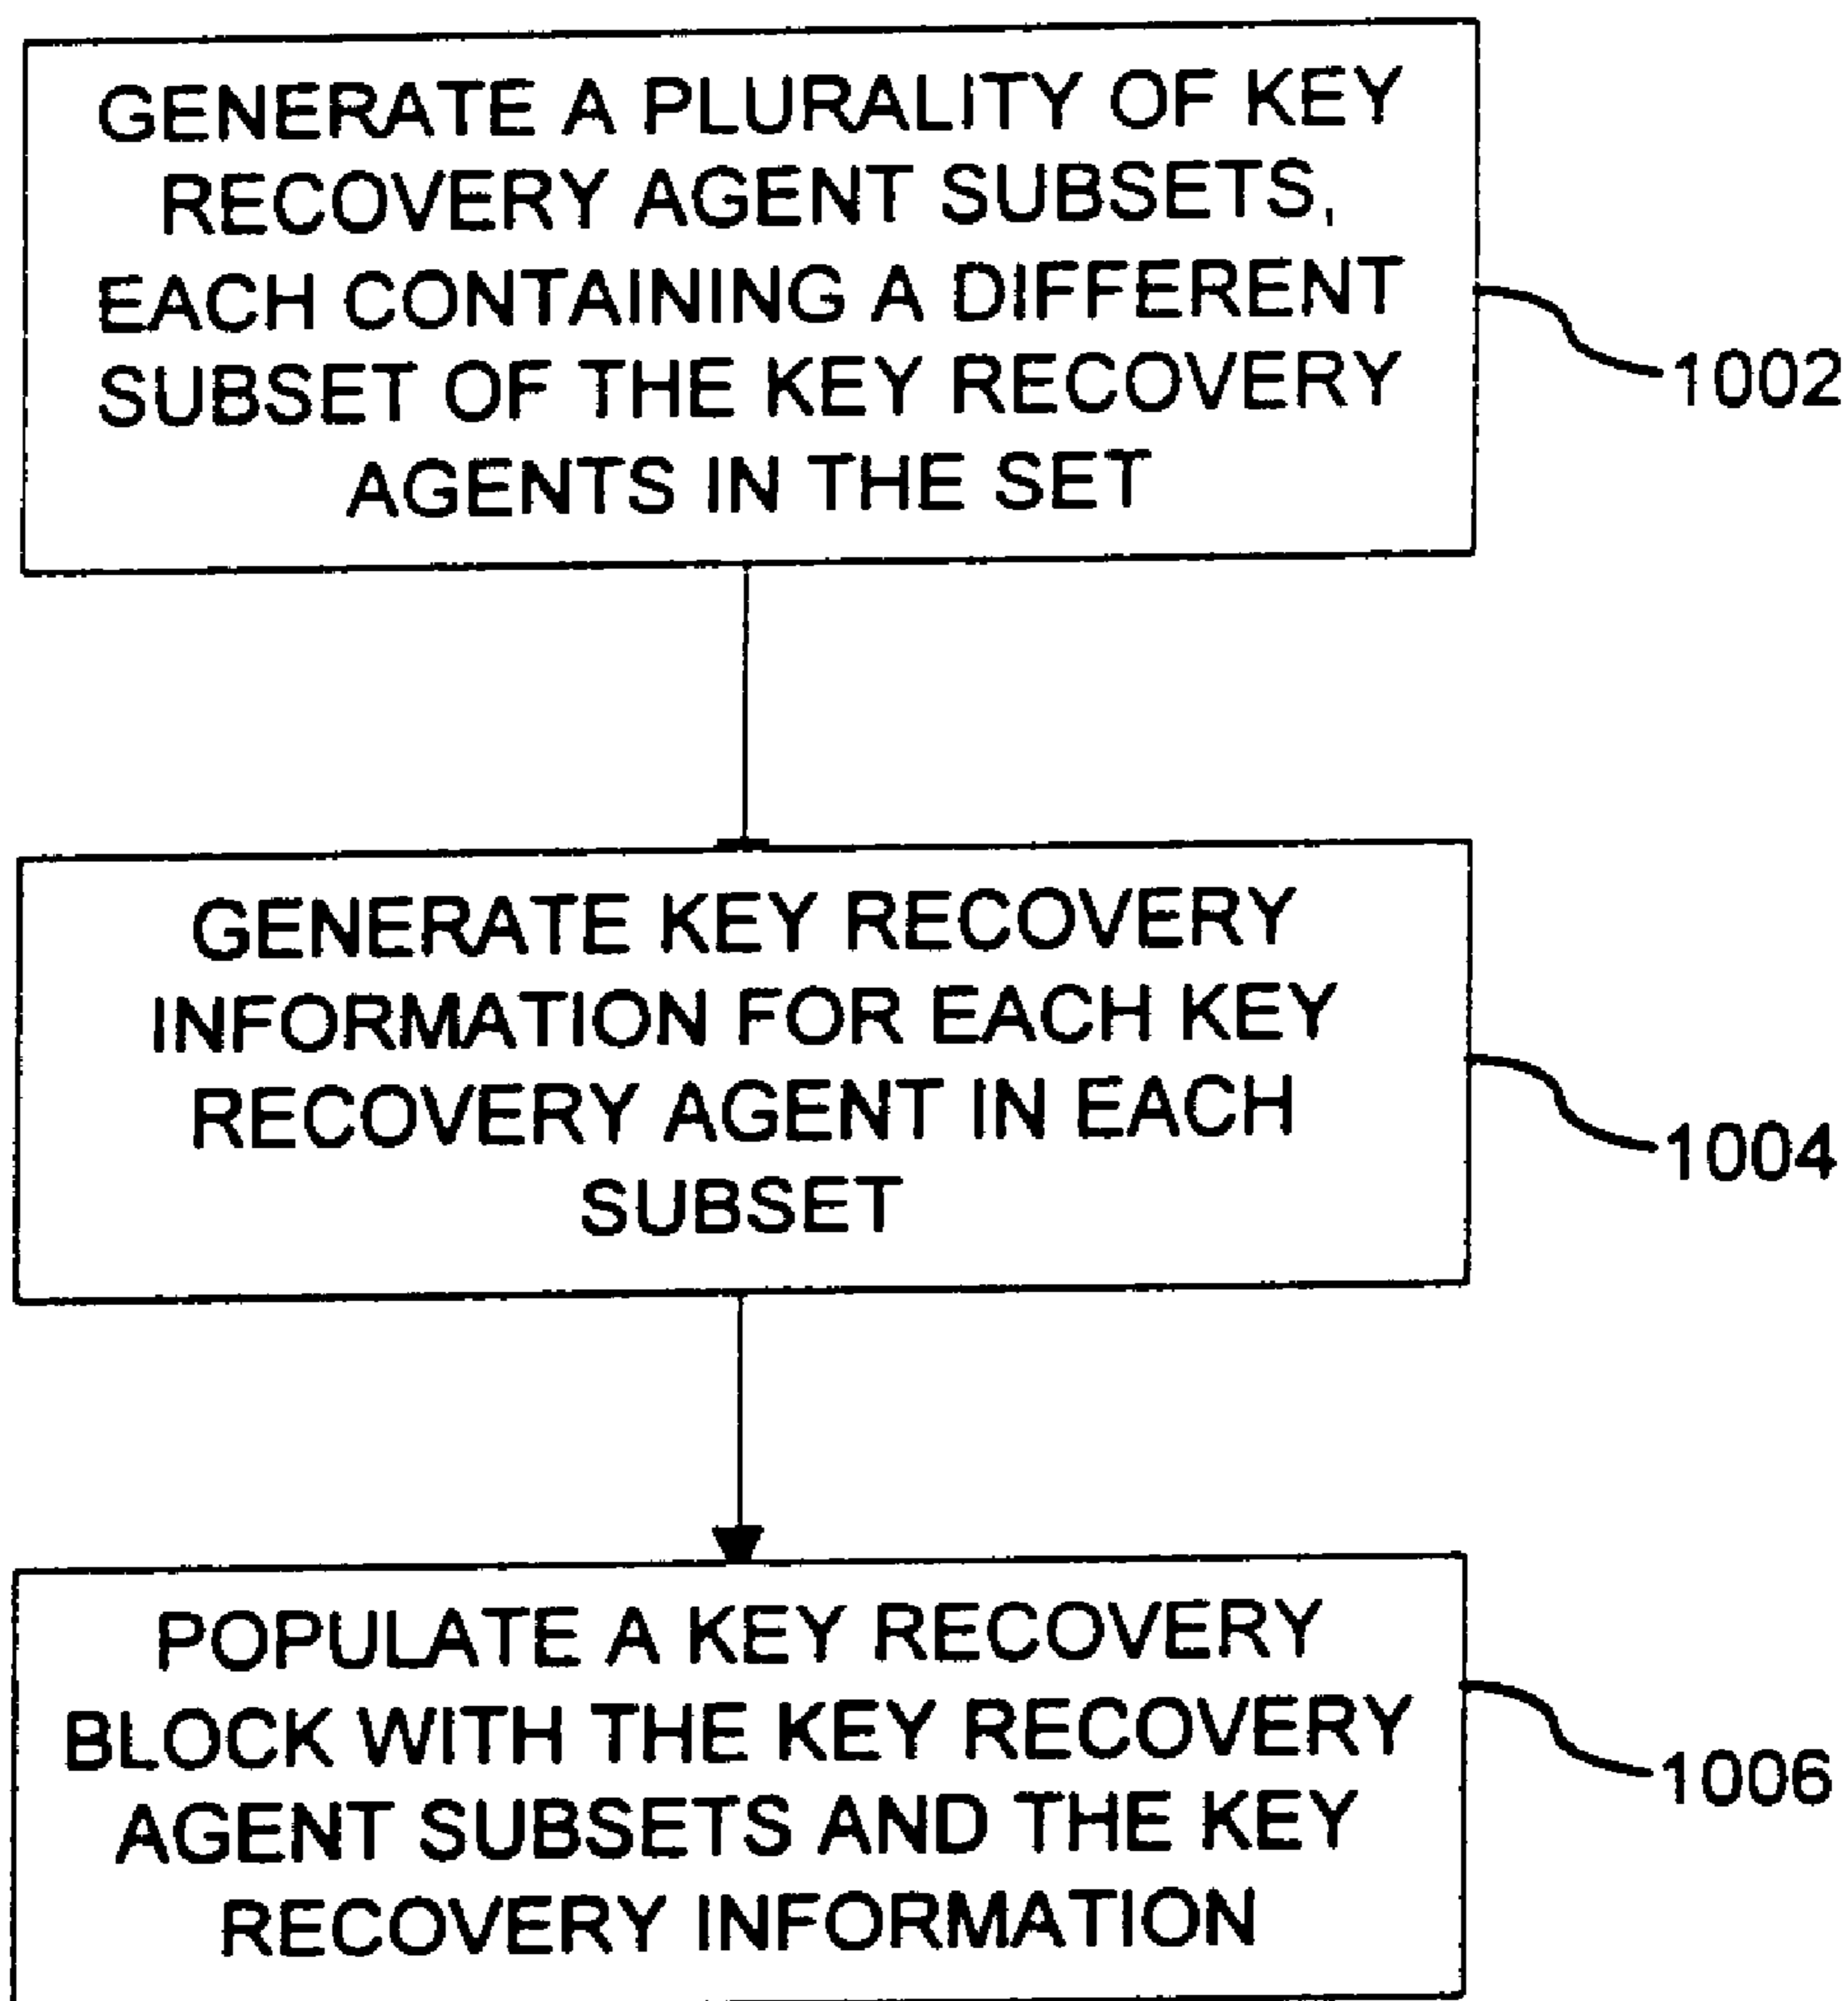 GENERATE A PLURALITY OF KEY
RECOVERY AGENT SUBSETS,
EACH CONTAINING A DIFFERENT
SUBSET OF THE KEY RECOVERY
AGENTS IN THE SET
1002
GENERATE KEY RECOVERY
INFORMATION FOR EACH KEY
RECOVERY AGENT IN EACH
SUBSET
1004
POPULATE A KEY RECOVERY
BLOCK WITH THE KEY RECOVERY
AGENT SUBSETS AND THE KEY
RECOVERY INFORMATION
1006